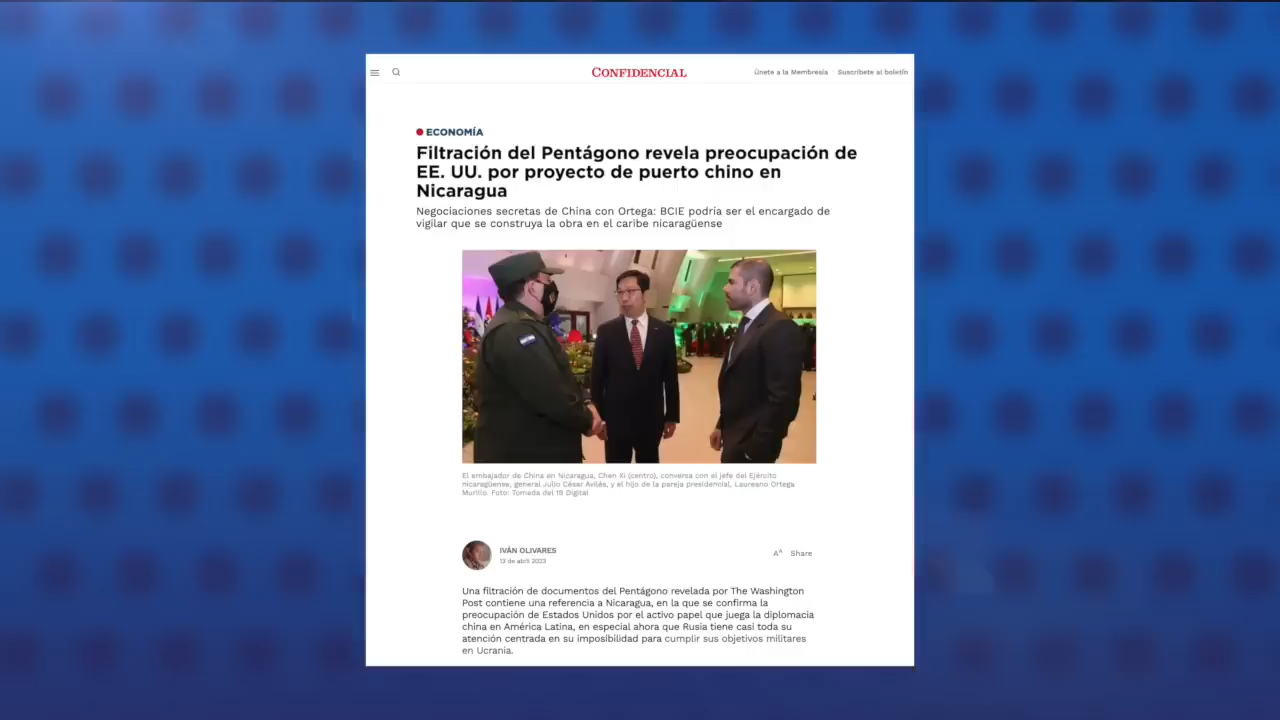 CONFIDENCIAL
Únete a la Membresía
Suscríbete al boletín
ECONOMÍA
Filtración del Pentágono revela preocupación de
EE. UU. por proyecto de puerto chino en
Nicaragua
Negociaciones secretas de China con Ortega: BCIE podría ser el encargado de
vigilar que se construya la obra en el caribe nicaragüense
El embajador de China en Nicaragua, Chen Xi (centro), conversa con el jefe del Ejército
nicaragüense, general Julio César Avilés, y el hijo de la pareja presidencial, Laureano Ortega
Murillo. Foto: Tomada del 19 Digital
IVÁN OLIVARES
13 de abril 2023
AA Share
Una filtración de documentos del Pentágono revelada por The Washington
Post contiene una referencia a Nicaragua, en la que se confirma la
preocupación de Estados Unidos por el activo papel que juega la diplomacia
china en América Latina, en especial ahora que Rusia tiene casi toda su
atención centrada en su imposibilidad para cumplir sus objetivos militares
en Ucrania.